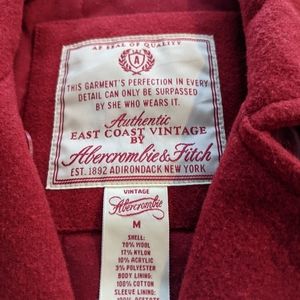 AF SEAL OF QUALITY
A
THIS GARMENT'S PERFECTION IN EVERY
DETAIL CAN ONLY BE SURPASSED
BY SHE WHO WEARS IT.
Authentic
EAST COAST VINTAGE
BY
Abercrombie & Fitch
EST. 1892 ADIRONDACK NEW YORK
VINTAGE
Abercrombie
M
SHELL:
70% WOOL
17% NYLON
10% ACRYLIC
3% POLYESTER
BODY LINING:
100% COTTON
SLEEVE LINING:
100% ACETATE